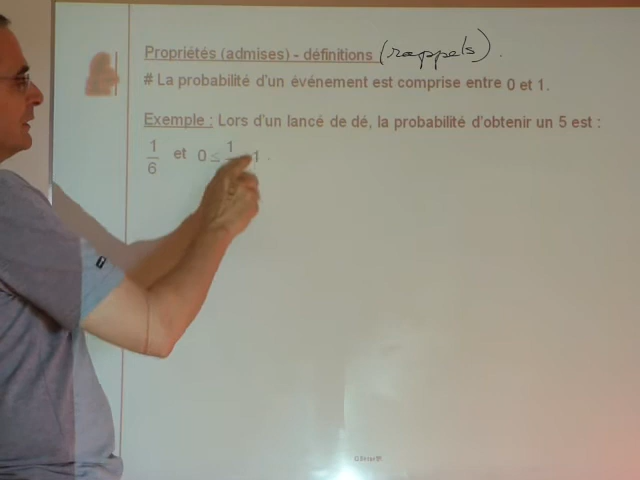 Propriétés (admises) - définitions (rappels).
# La probabilité d'un événement est comprise entre 0 et 1.
Exemple : Lors d'un lancé de dé, la probabilité d'obtenir un 5 est :
1/6 et 0 ≤ 1 1 .